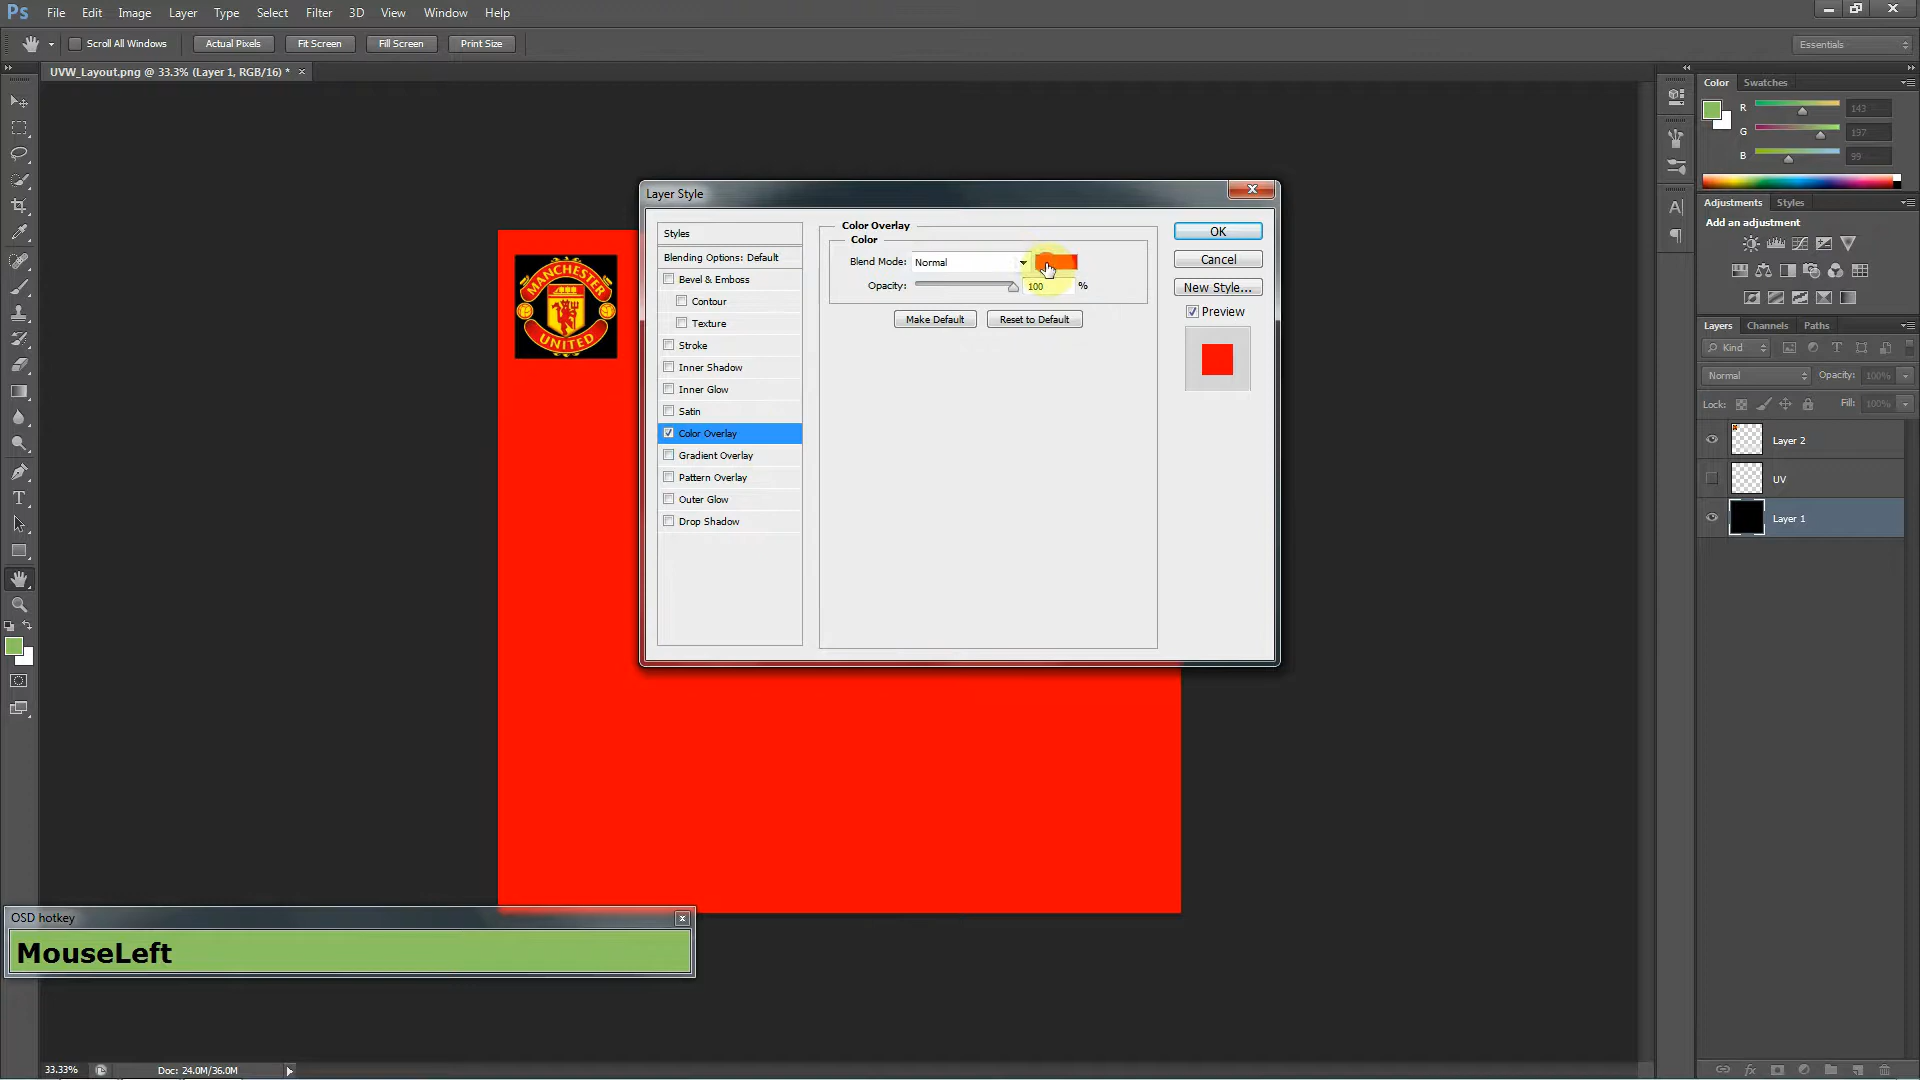 Ps File Edit Image Layer Type Select Filter 3D View Window Help
Scroll All Windows Actual Pixels Fit Screen Fill Screen Print Size Essentials
UVW_Layout.png @ 33.3% (Layer 1, RGB/16) * x
Color Swatches
R 143
G 197
B 99
Adjustments Styles
Add an adjustment
Layers Channels Paths
Kind
Normal Opacity: 100%
Lock: Fill: 100%
Layer 2
UV
Layer 1
Layer Style
Styles
Blending Options: Default
Bevel & Emboss
Contour
Texture
Stroke
Inner Shadow
Inner Glow
Satin
Color Overlay
Gradient Overlay
Pattern Overlay
Outer Glow
Drop Shadow
Color Overlay
Color
Blend Mode: Normal
Opacity: 100 %
Make Default Reset to Default
OK
Cancel
New Style...
Preview
MANCHESTER
UNITED
OSD hotkey
MouseLeft
33.33% Doc: 24.0M/36.0M